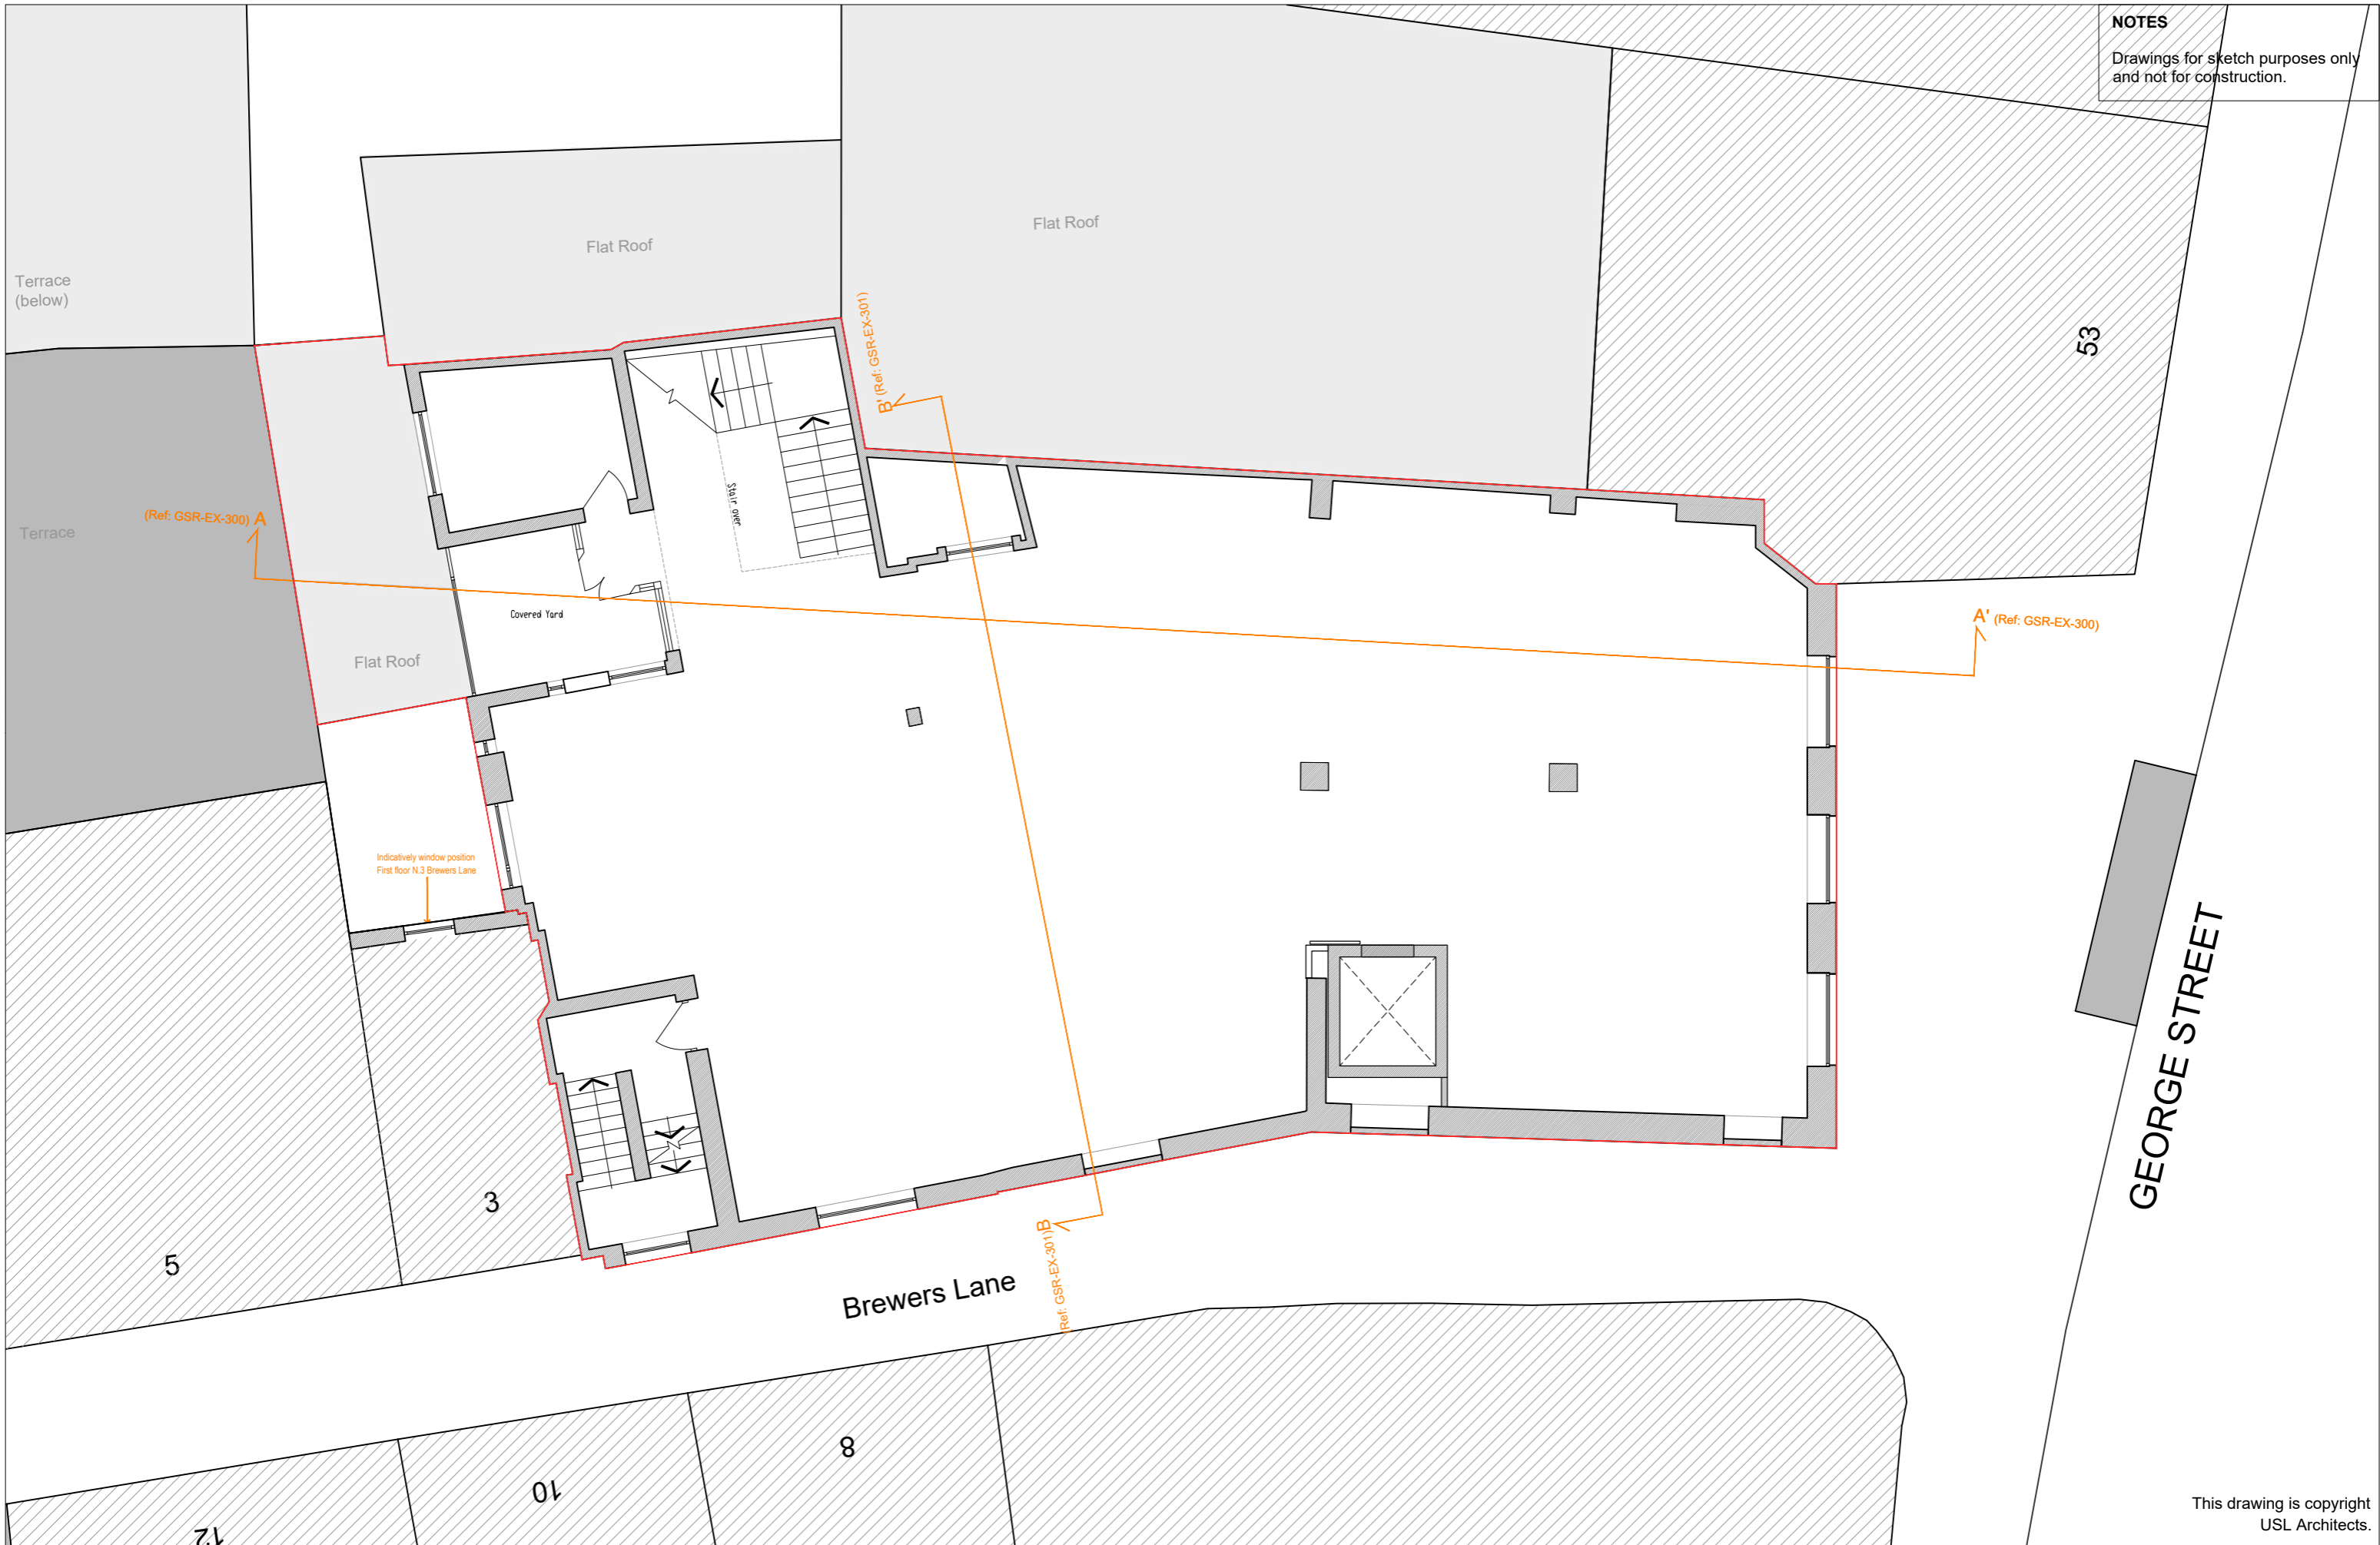 NOTES
Drawings for sketch purposes only
and not for construction.
Flat Roof
Flat Roof
Terrace
(below)
B' (Ref: GSR-EX-301)
53
Stair over
(Ref: GSR-EX-300) A
Terrace
Covered Yard
A' (Ref: GSR-EX-300)
Flat Roof
Indicatively window position
First floor N.3 Brewers Lane
GEORGE STREET
3
5
(Ref: GSR-EX-301)B
Brewers Lane
8
10
12
This drawing is copyright
USL Architects.